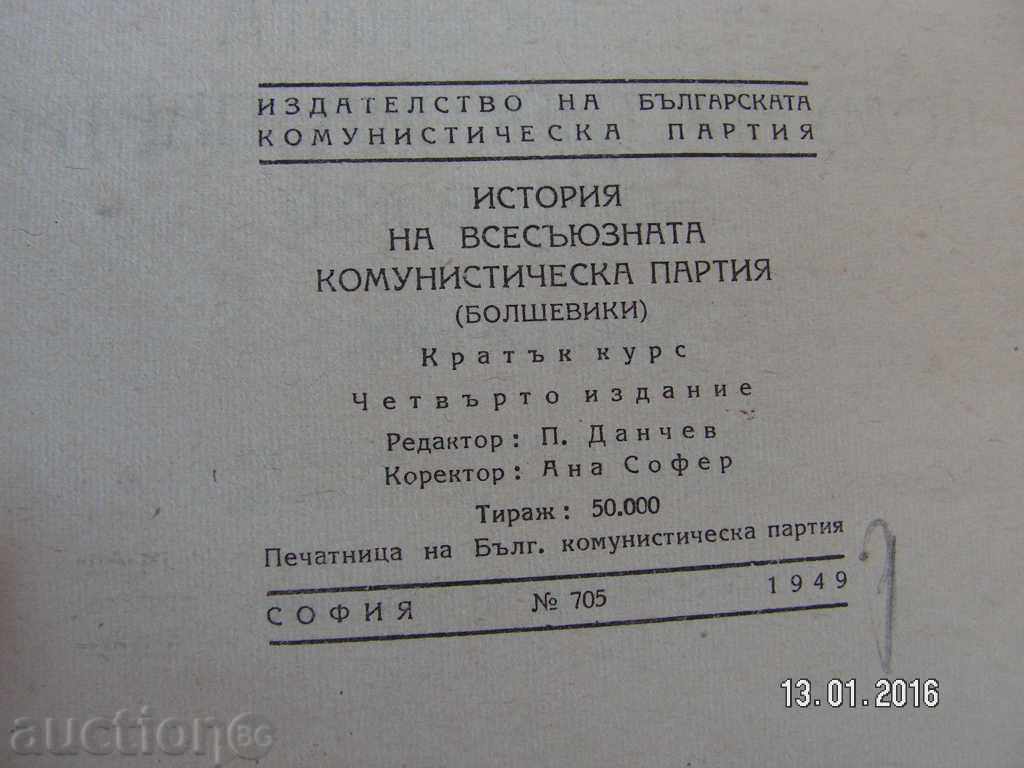 ИЗДАТЕЛСТВО НА БЪЛГАРСКАТА
КОМУНИСТИЧЕСКА ПАРТИЯ
ИСТОРИЯ
НА ВСЕСЪЮЗНАТА
КОМУНИСТИЧЕСКА ПАРТИЯ
(БОЛШЕВИКИ)
Кратък курс
Четвърто издание
Редактор: П. Данчев
Коректор: Ана Софер
Тираж: 50.000
Печатница на Бълг. комунистическа партия
СОФИЯ № 705 1949
13.01.2016
auction BG